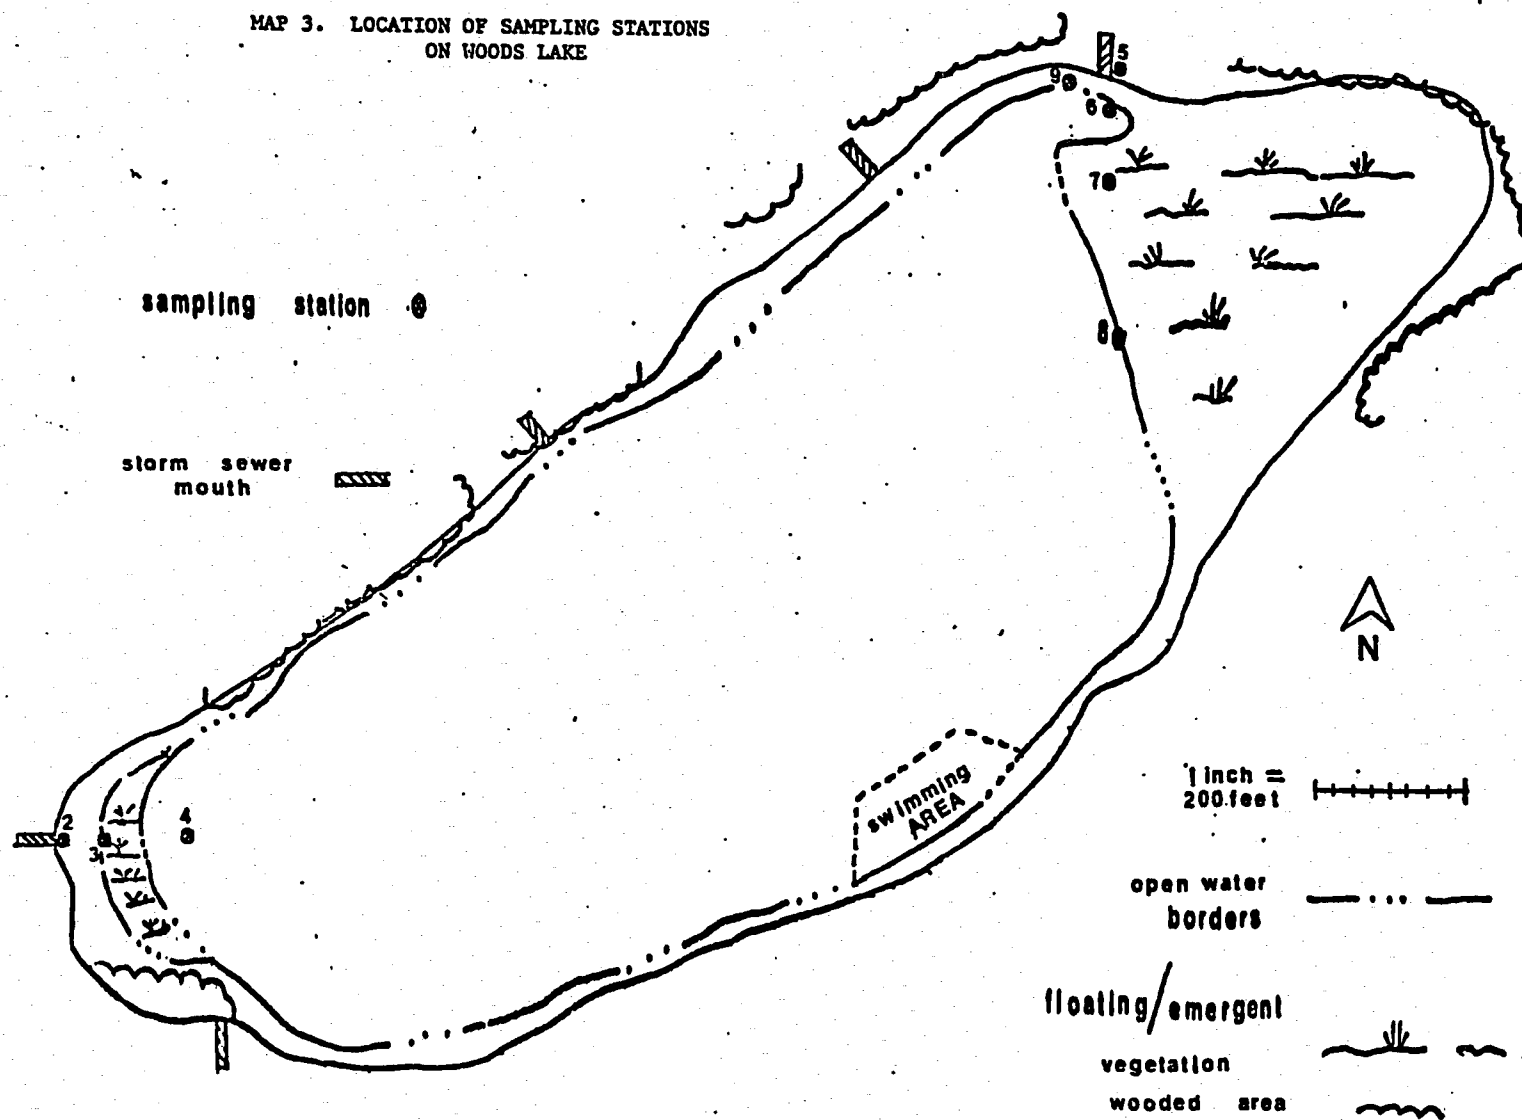 MAP 3. LOCATION OF SAMPLING STATIONS
ON WOODS LAKE
5
9
6
7
sampling station
8
storm sewer
mouth
N
swimming
AREA
1 inch =
200 feet
2
4
3
open water
borders
floating/emergent
vegetation
wooded area